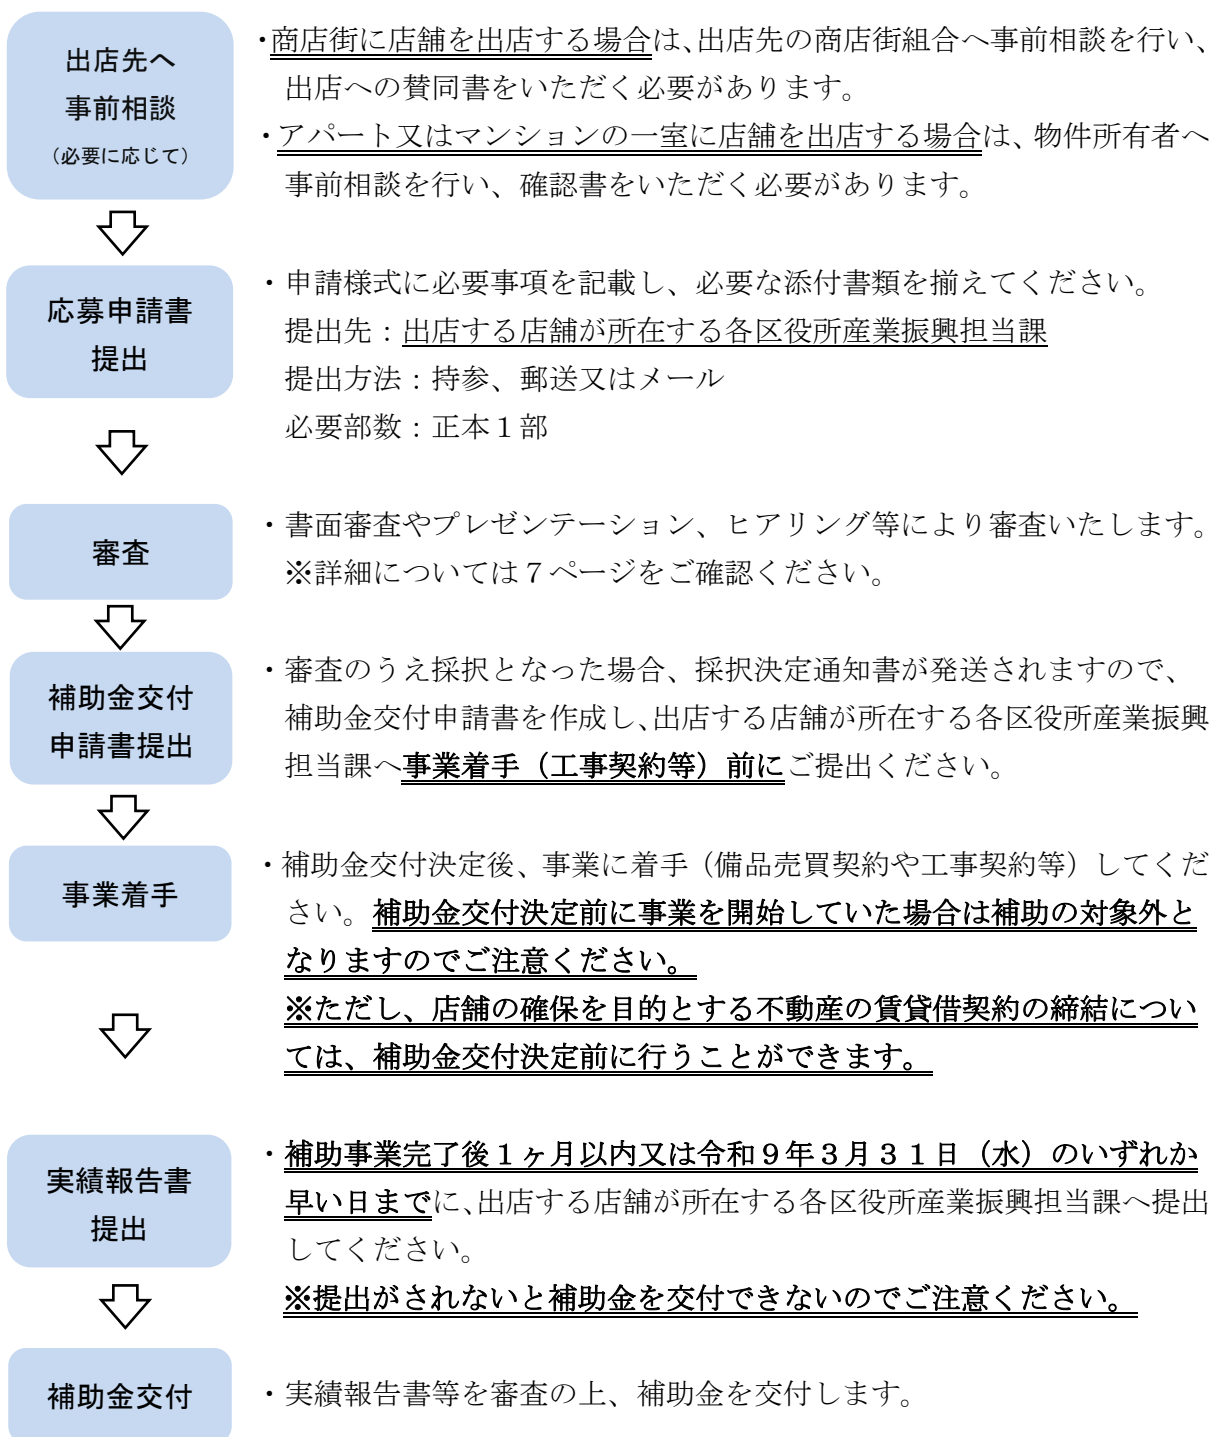 出店先へ
事前相談
（必要に応じて）
・商店街に店舗を出店する場合は、出店先の商店街組合へ事前相談を行い、
出店への賛同書をいただく必要があります。
・アパート又はマンションの一室に店舗を出店する場合は、物件所有者へ
事前相談を行い、確認書をいただく必要があります。
応募申請書
提出
・申請様式に必要事項を記載し、必要な添付書類を揃えてください。
提出先：出店する店舗が所在する各区役所産業振興担当課
提出方法：持参、郵送又はメール
必要部数：正本１部
審査
・書面審査やプレゼンテーション、ヒアリング等により審査いたします。
※詳細については７ページをご確認ください。
補助金交付
申請書提出
・審査のうえ採択となった場合、採択決定通知書が発送されますので、
補助金交付申請書を作成し、出店する店舗が所在する各区役所産業振興
担当課へ事業着手（工事契約等）前にご提出ください。
事業着手
・補助金交付決定後、事業に着手（備品売買契約や工事契約等）してくだ
さい。補助金交付決定前に事業を開始していた場合は補助の対象外と
なりますのでご注意ください。
※ただし、店舗の確保を目的とする不動産の賃貸借契約の締結につい
ては、補助金交付決定前に行うことができます。
実績報告書
提出
・補助事業完了後１ヶ月以内又は令和９年３月３１日（水）のいずれか
早い日までに、出店する店舗が所在する各区役所産業振興担当課へ提出
してください。
※提出がされないと補助金を交付できないのでご注意ください。
補助金交付
・実績報告書等を審査の上、補助金を交付します。